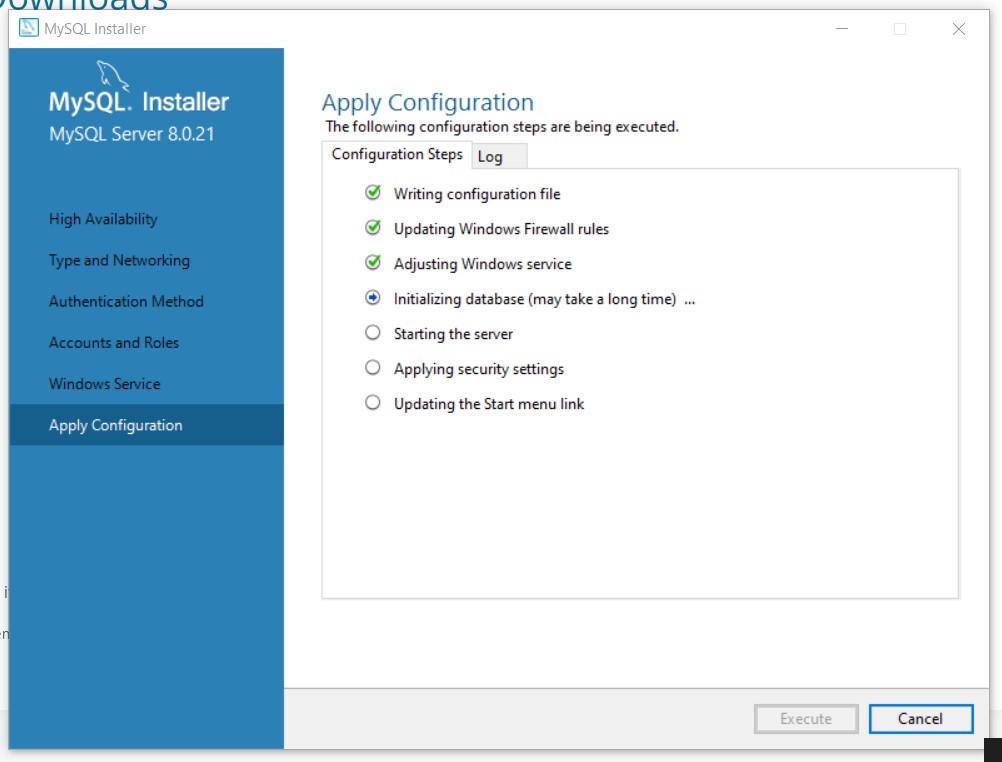 Downloads
MySQL Installer
MySQL. Installer
MySQL Server 8.0.21
High Availability
Type and Networking
Authentication Method
Accounts and Roles
Windows Service
Apply Configuration
Apply Configuration
The following configuration steps are being executed.
Configuration Steps
Log
Writing configuration file
Updating Windows Firewall rules
Adjusting Windows service
Initializing database (may take a long time) ...
Starting the server
Applying security settings
Updating the Start menu link
Execute
Cancel